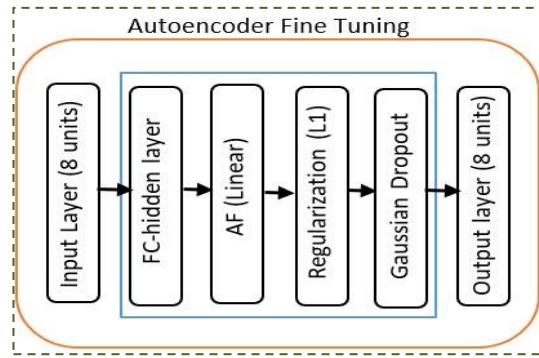 Autoencoder Fine Tuning
Input Layer (8 units)
FC-hidden layer
AF (Linear)
Regularization (L1)
Gaussian Dropout
Output layer (8 units)